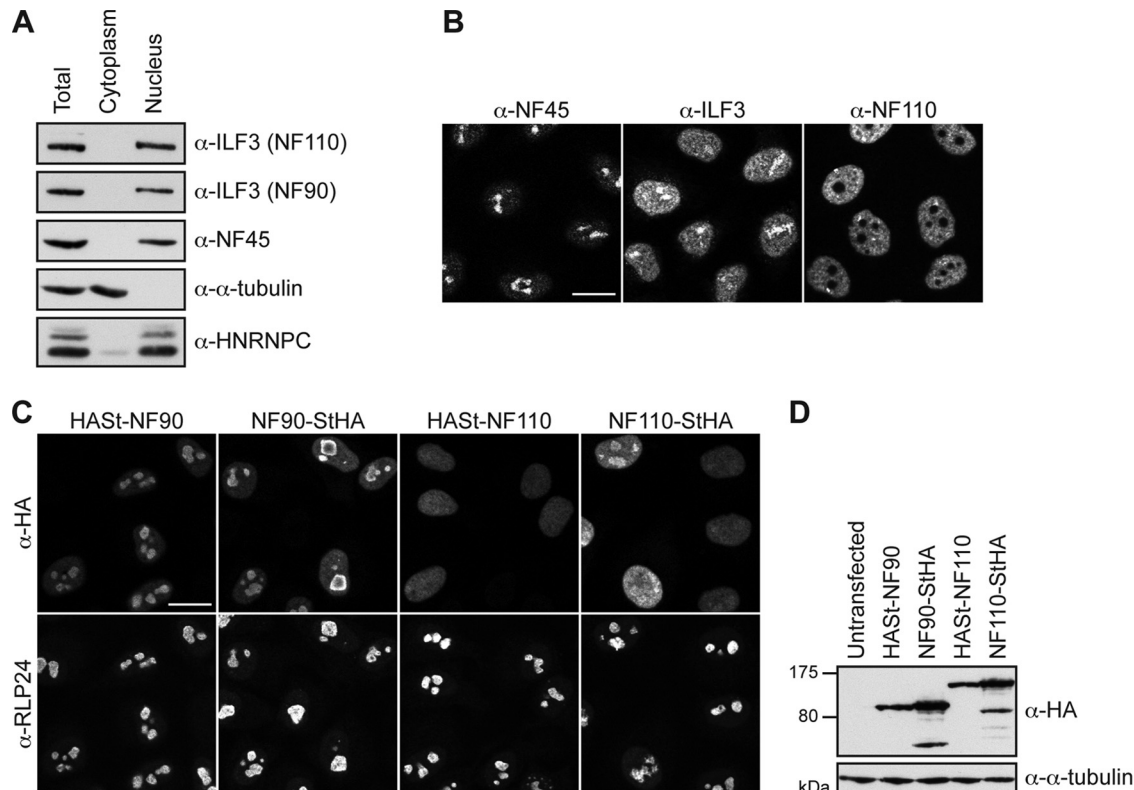 A
Total
Cytoplasm
Nucleus
α-ILF3 (NF110)
α-ILF3 (NF90)
α-NF45
α-α-tubulin
α-HNRNPC
B
α-NF45 α-ILF3 α-NF110
C
HASt-NF90 NF90-StHA HASt-NF110 NF110-StHA
α-HA
α-RLP24
D
Untransfected
HASt-NF90
NF90-StHA
HASt-NF110
NF110-StHA
175
80
α-HA
kDa
α-α-tubulin